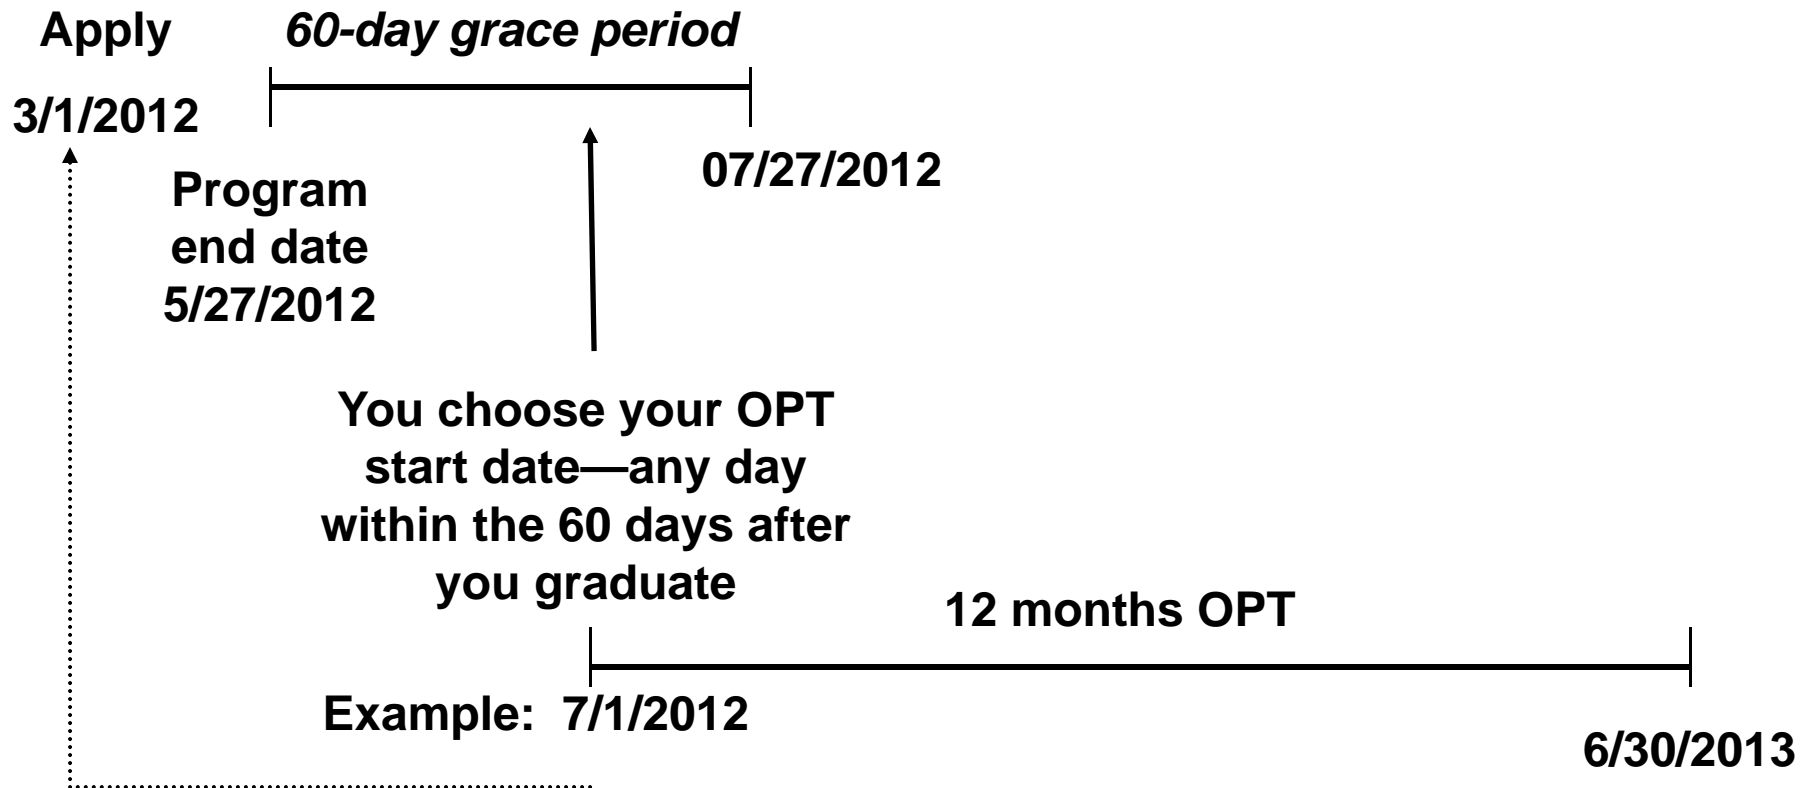 Apply
60-day grace period
3/1/2012
07/27/2012
Program
end date
5/27/2012
You choose your OPT
start date—any day
within the 60 days after
you graduate
12 months OPT
Example: 7/1/2012
6/30/2013